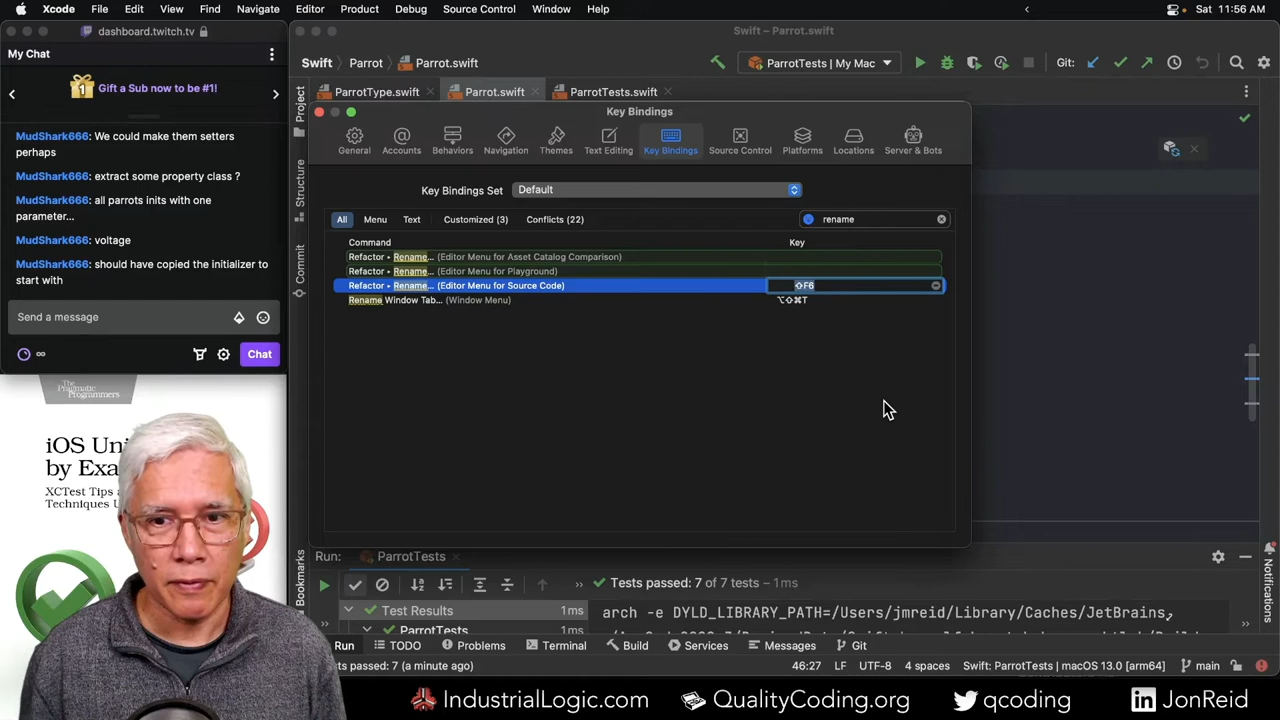 Xcode File Edit View Find Navigate Editor Product Debug Source Control Window Help
Sat 11:56 AM
dashboard.twitch.tv
Swift – Parrot.swift
My Chat
Swift Parrot Parrot.swift
ParrotTests | My Mac
Git:
1
Gift a Sub now to be #1!
ParrotType.swift
Parrot.swift
ParrotTests.swift
Project
Structure
Commit
Bookmarks
Notifications
MudShark666: We could make them setters
perhaps
MudShark666: extract some property class ?
MudShark666: all parrots inits with one
parameter...
MudShark666: voltage
MudShark666: should have copied the initializer to
start with
Send a message
∞
Chat
Key Bindings
General Accounts Behaviors Navigation Themes Text Editing Key Bindings Source Control Platforms Locations Server & Bots
Key Bindings Set Default
All Menu Text Customized (3) Conflicts (22) rename
Command Key
Refactor ▸ Rename... (Editor Menu for Asset Catalog Comparison)
Refactor ▸ Rename... (Editor Menu for Playground)
Refactor ▸ Rename... (Editor Menu for Source Code) ⇧F6
Rename Window Tab... (Window Menu) ⌥⇧⌘T
The
Pragmatic
Programmers
iOS Uni
by Exa
XCTest Tips a
Techniques U
Run: ParrotTests
Tests passed: 7 of 7 tests – 1ms
Test Results 1ms
ParrotTests 1ms
arch -e DYLD_LIBRARY_PATH=/Users/jmreid/Library/Caches/JetBrains,
Run TODO Problems Terminal Build Services Messages Git
ts passed: 7 (a minute ago)
46:27 LF UTF-8 4 spaces Swift: ParrotTests | macOS 13.0 [arm64] main
IndustrialLogic.com QualityCoding.org qcoding JonReid